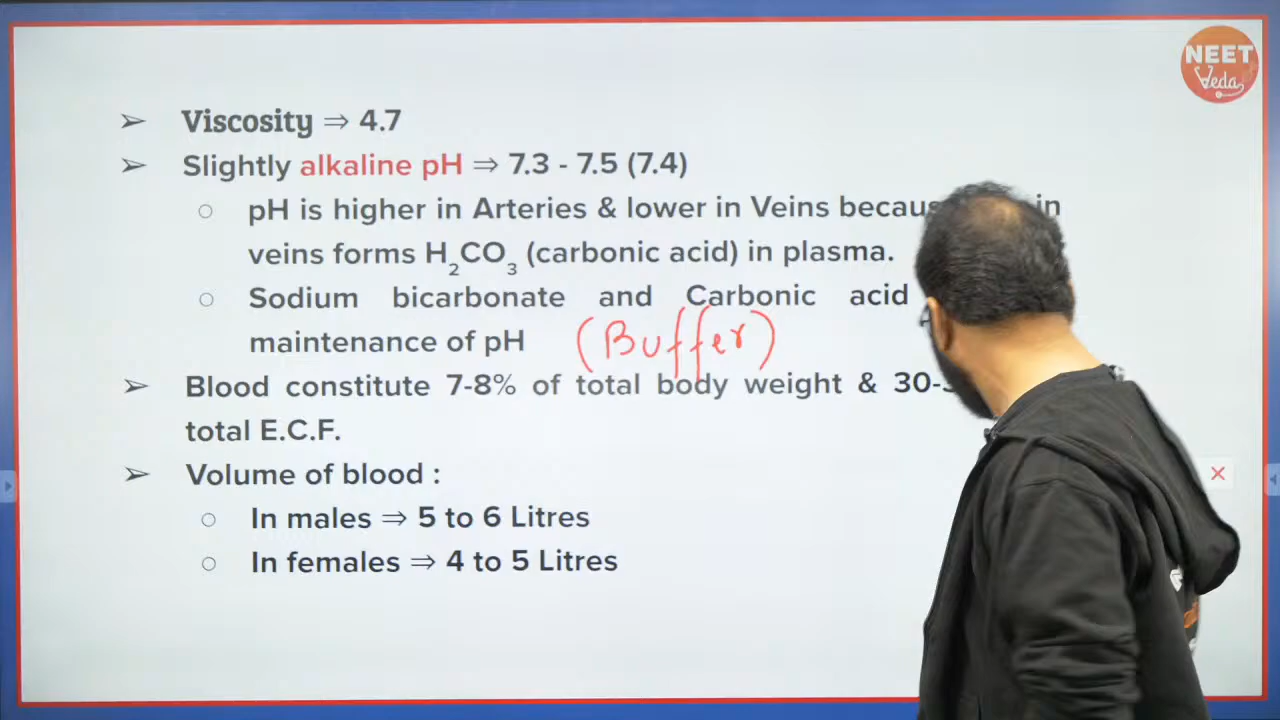 NEET
Veda
➢ Viscosity ⇒ 4.7
➢ Slightly alkaline pH ⇒ 7.3 - 7.5 (7.4)
○ pH is higher in Arteries & lower in Veins in
veins forms H₂CO₃ (carbonic acid) in plasma.
○ Sodium bicarbonate and Carbonic acid
maintenance of pH (Buffer)
➢ Blood constitute 7-8% of total body weight & 30-
total E.C.F.
➢ Volume of blood :
○ In males ⇒ 5 to 6 Litres
○ In females ⇒ 4 to 5 Litres